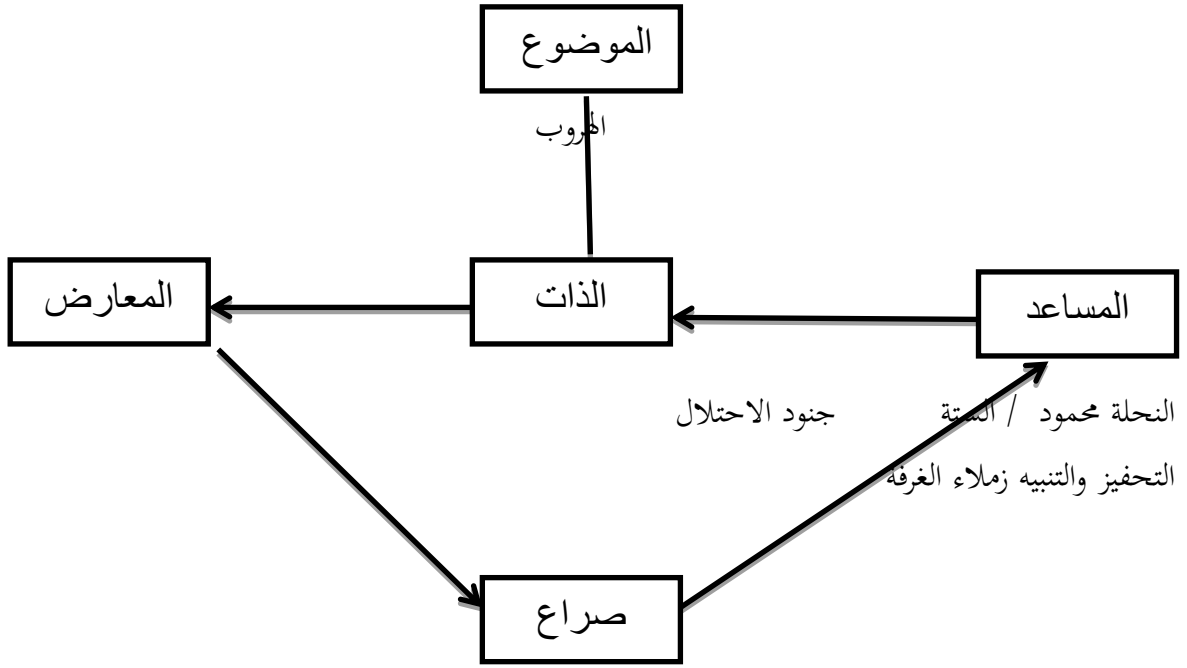 الموضوع
الهروب
المساعد
الذات
المعارض
النحلة محمود / الستة جنود الاحتلال
التحفيز والتنبيه زملاء الغرفة
صراع